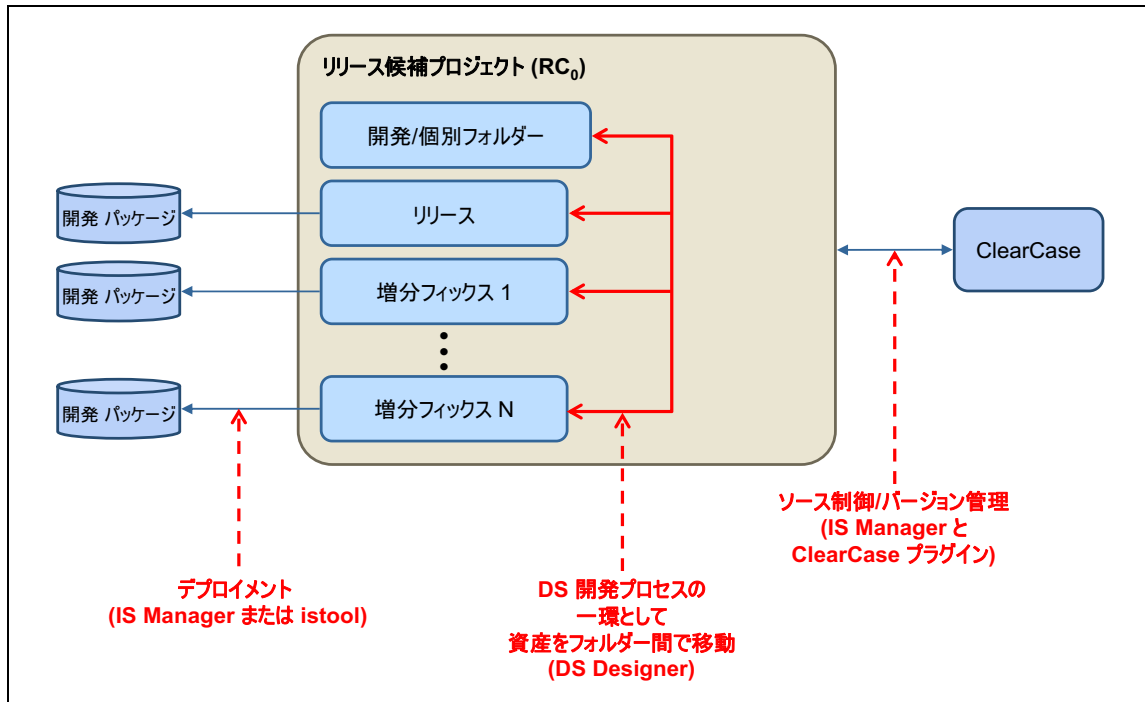 リリース候補プロジェクト (RC0)
開発/個別フォルダー
開発 パッケージ
リリース
開発 パッケージ
増分フィックス 1
ClearCase
開発 パッケージ
増分フィックス N
ソース制御/バージョン管理
(IS Manager と
ClearCase プラグイン)
デプロイメント
(IS Manager または istool)
DS 開発プロセスの
一環として
資産をフォルダー間で移動
(DS Designer)